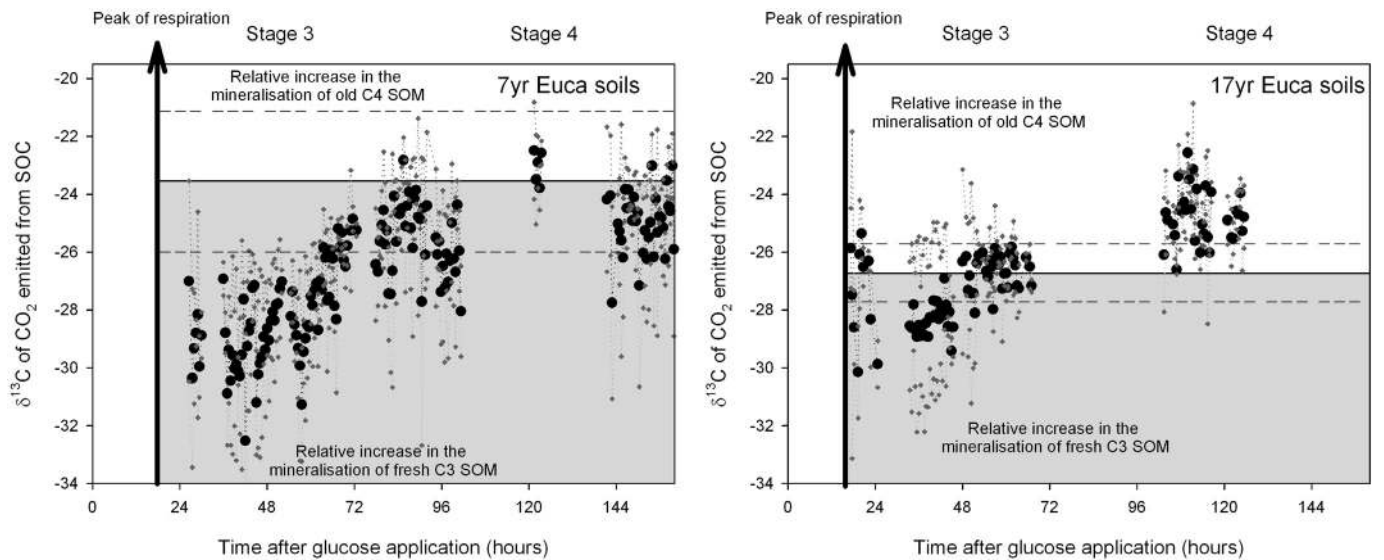 Peak of respiration
Stage 3
Stage 4
-20
-22
-24
-26
-28
-30
-32
-34
δ¹³C of CO₂ emitted from SOC
Relative increase in the
mineralisation of old C4 SOM
7yr Euca soils
Relative increase in the
mineralisation of fresh C3 SOM
0
24
48
72
96
120
144
Time after glucose application (hours)
Peak of respiration
Stage 3
Stage 4
-20
-22
-24
-26
-28
-30
-32
-34
δ¹³C of CO₂ emitted from SOC
Relative increase in the
mineralisation of old C4 SOM
17yr Euca soils
Relative increase in the
mineralisation of fresh C3 SOM
0
24
48
72
96
120
144
Time after glucose application (hours)